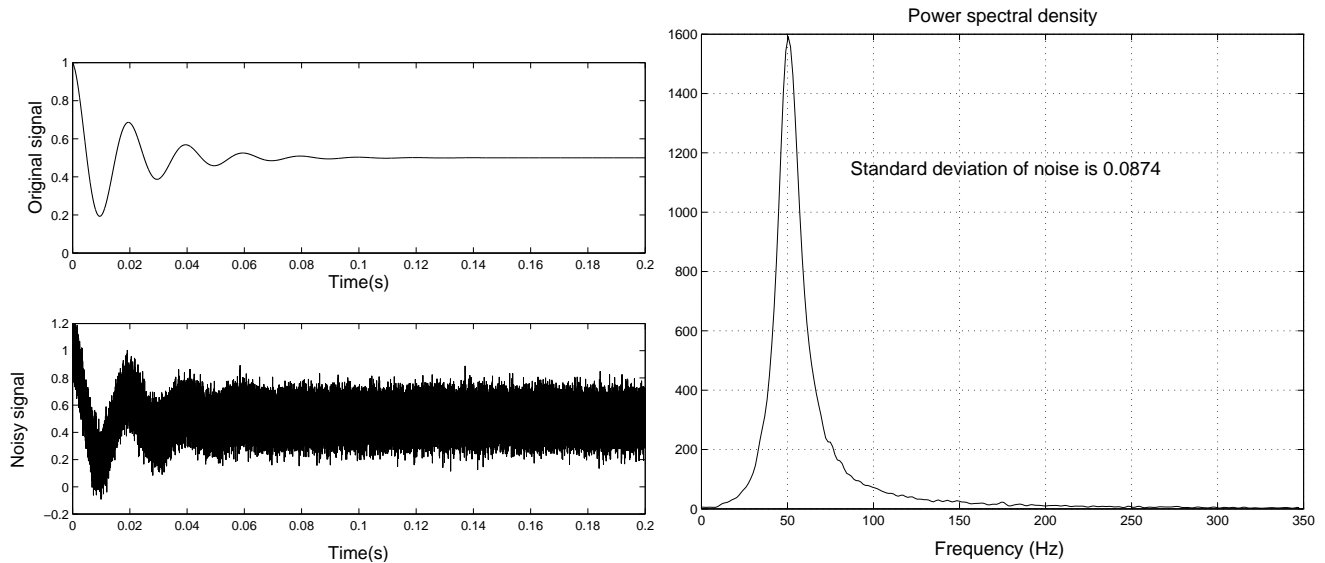 Original signal
1
0.8
0.6
0.4
0.2
0
0 0.02 0.04 0.06 0.08 0.1 0.12 0.14 0.16 0.18 0.2
Time(s)
Noisy signal
1.2
1
0.8
0.6
0.4
0.2
0
−0.2
0 0.02 0.04 0.06 0.08 0.1 0.12 0.14 0.16 0.18 0.2
Time(s)
Power spectral density
1600
1400
1200
1000
800
600
400
200
0
Standard deviation of noise is 0.0874
0 50 100 150 200 250 300 350
Frequency (Hz)